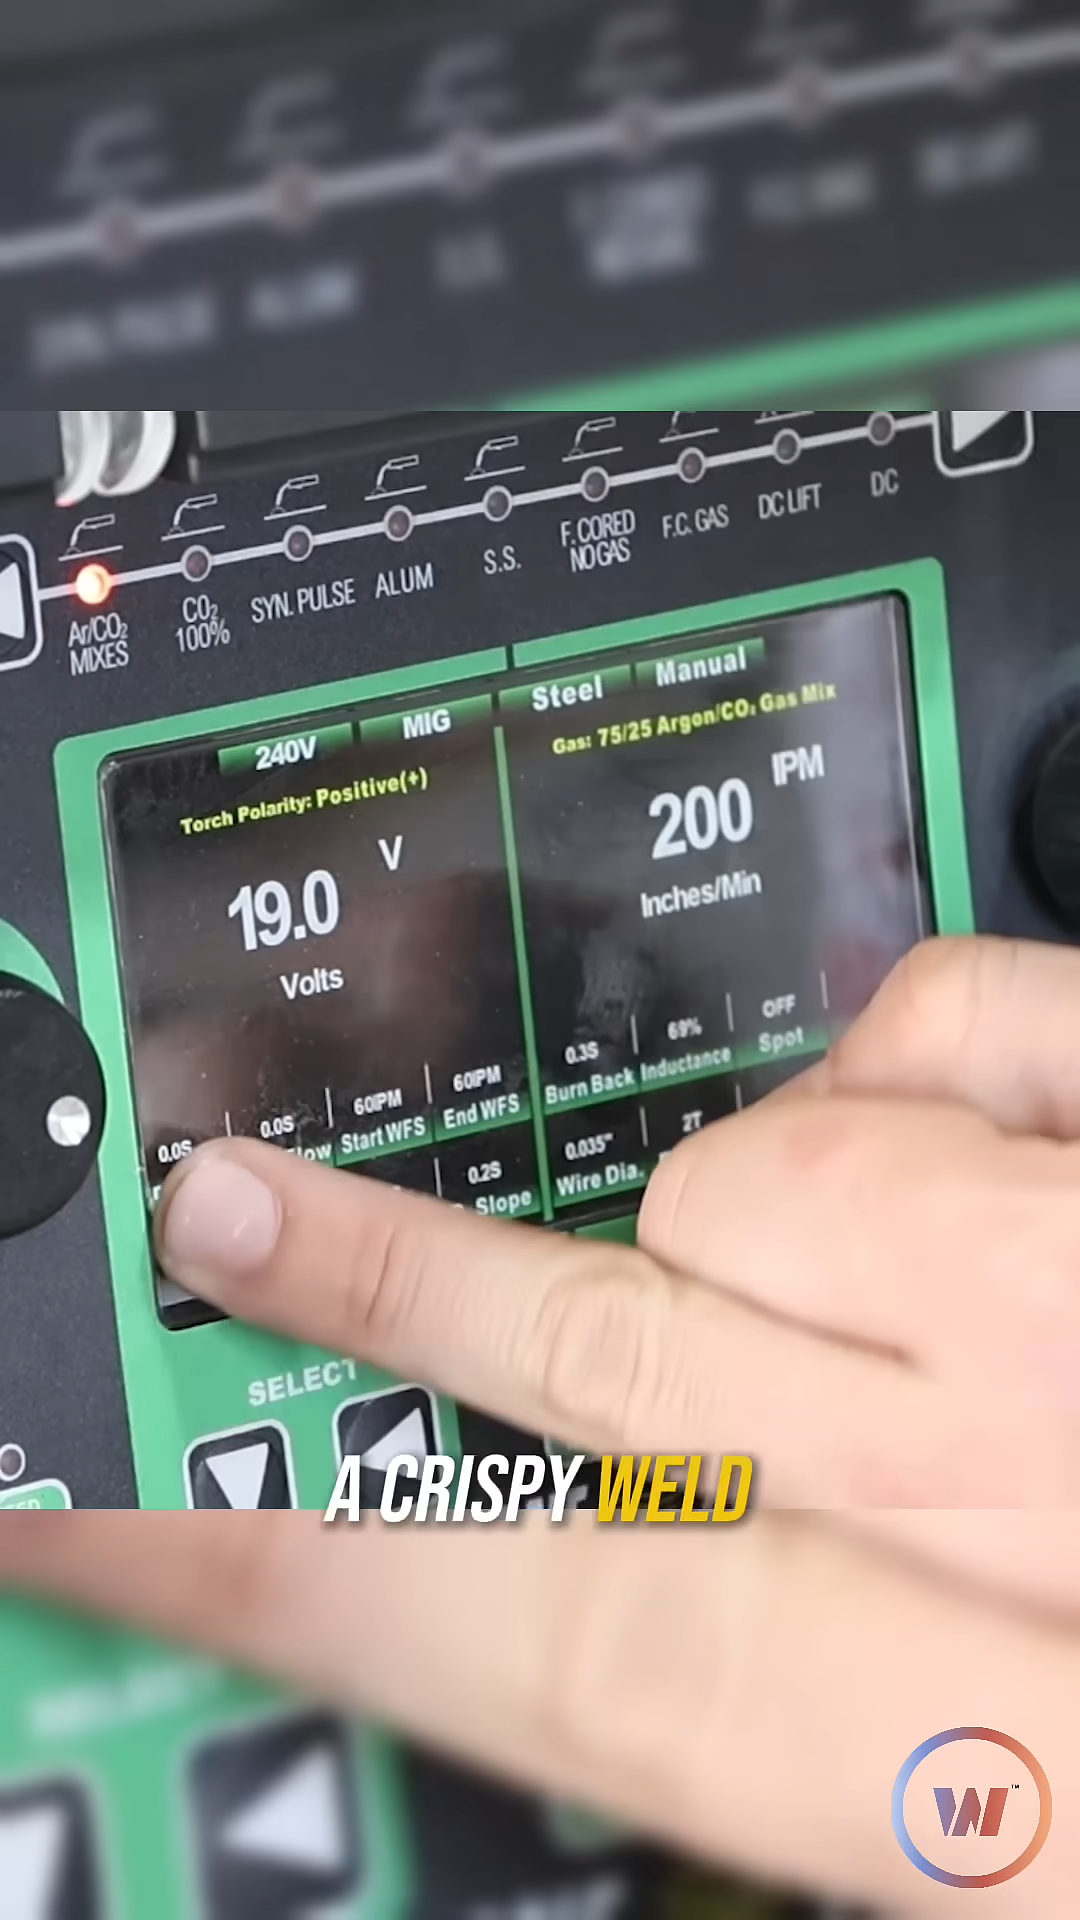 Ar/CO₂
MIXES
CO₂
100%
SYN. PULSE
ALUM
S.S.
F. CORED
NO GAS
F.C. GAS
DC LIFT
DC
240V
MIG
Steel
Manual
Torch Polarity: Positive(+)
Gas: 75/25 Argon/CO₂ Gas Mix
19.0 V
Volts
200 IPM
Inches/Min
0.0S
0.0S
60IPM
60IPM
Start WFS
End WFS
0.3S
69%
OFF
Burn Back
Inductance
Spot
0.2S
Slope
0.035"
2T
Wire Dia.
SELECT
A CRISPY WELD
W™